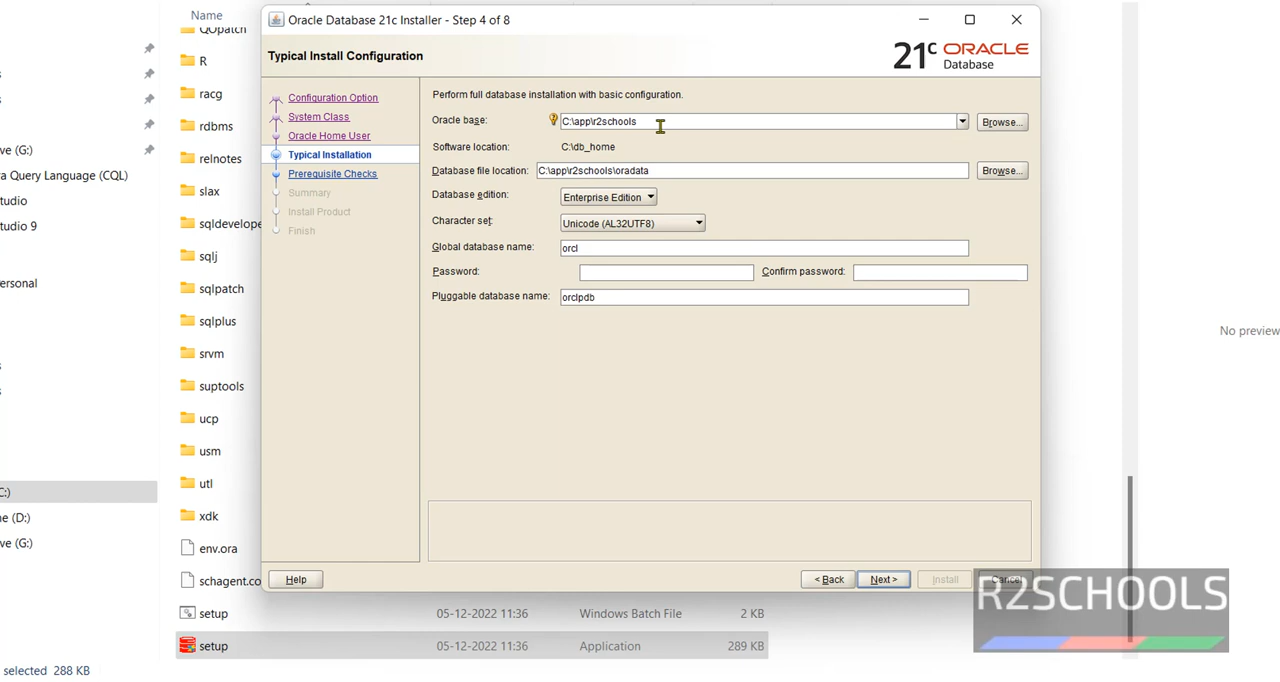 Name
QOpatch
R
racg
rdbms
relnotes
slax
sqldevelope
sqlj
sqlpatch
sqlplus
srvm
suptools
ucp
usm
utl
xdk
env.ora
schagent.co
setup 05-12-2022 11:36 Windows Batch File 2 KB
setup 05-12-2022 11:36 Application 289 KB
ve (G:)
ra Query Language (CQL)
tudio
tudio 9
ersonal
C:)
ne (D:)
ve (G:)
selected 288 KB
Oracle Database 21c Installer - Step 4 of 8
Typical Install Configuration
21c ORACLE
Database
Configuration Option
System Class
Oracle Home User
Typical Installation
Prerequisite Checks
Summary
Install Product
Finish
Perform full database installation with basic configuration.
Oracle base: C:\app\r2schools Browse...
Software location: C:\db_home
Database file location: C:\app\r2schools\oradata Browse...
Database edition: Enterprise Edition
Character set: Unicode (AL32UTF8)
Global database name: orcl
Password: Confirm password:
Pluggable database name: orclpdb
Help < Back Next > Install Cancel
No preview
R2SCHOOLS